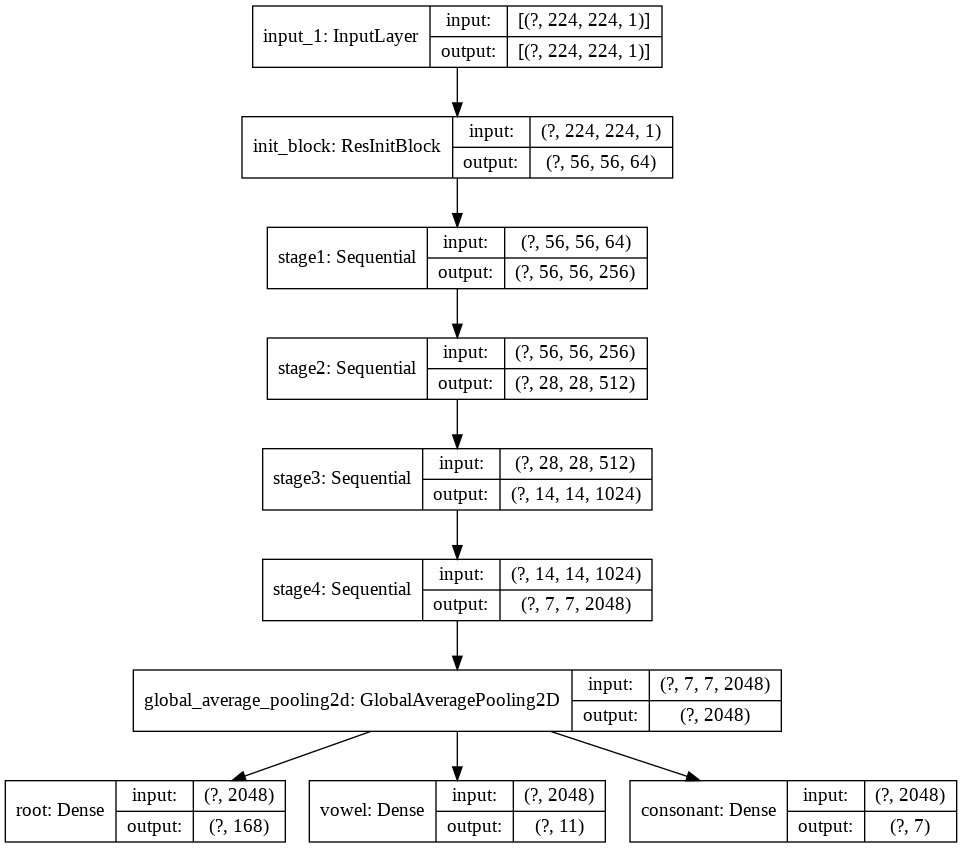 input_1: InputLayer
input: [(?, 224, 224, 1)]
output: [(?, 224, 224, 1)]
init_block: ResInitBlock
input: (?, 224, 224, 1)
output: (?, 56, 56, 64)
stage1: Sequential
input: (?, 56, 56, 64)
output: (?, 56, 56, 256)
stage2: Sequential
input: (?, 56, 56, 256)
output: (?, 28, 28, 512)
stage3: Sequential
input: (?, 28, 28, 512)
output: (?, 14, 14, 1024)
stage4: Sequential
input: (?, 14, 14, 1024)
output: (?, 7, 7, 2048)
global_average_pooling2d: GlobalAveragePooling2D
input: (?, 7, 7, 2048)
output: (?, 2048)
root: Dense
input: (?, 2048)
output: (?, 168)
vowel: Dense
input: (?, 2048)
output: (?, 11)
consonant: Dense
input: (?, 2048)
output: (?, 7)